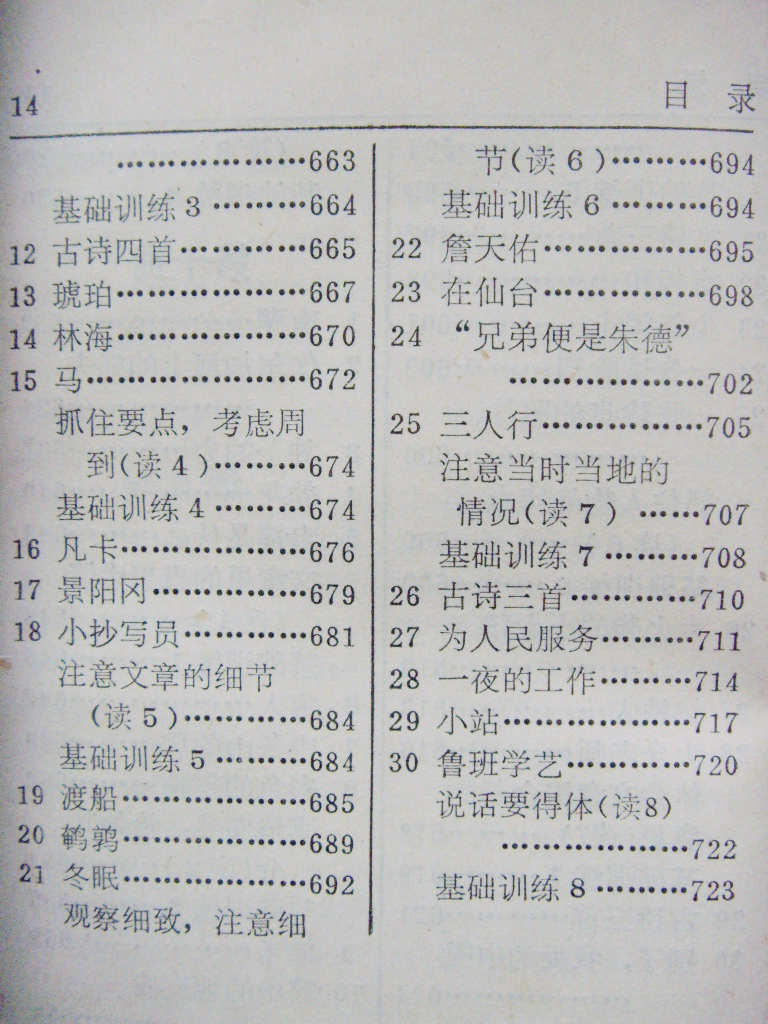 14
目 录
………………663
基础训练3………664
12 古诗四首…………665
13 琥珀………………667
14 林海………………670
15 马…………………672
抓住要点，考虑周
到(读4)………674
基础训练4………674
16 凡卡………………676
17 景阳冈……………679
18 小抄写员…………681
注意文章的细节
(读5)…………684
基础训练5………684
19 渡船………………685
20 鹌鹑………………689
21 冬眠………………692
观察细致，注意细
节(读6)………694
基础训练6………694
22 詹天佑……………695
23 在仙台……………698
24 “兄弟便是朱德”
………………702
25 三人行……………705
注意当时当地的
情况(读7)……707
基础训练7………708
26 古诗三首…………710
27 为人民服务………711
28 一夜的工作………714
29 小站………………717
30 鲁班学艺…………720
说话要得体(读8)
………………722
基础训练8………723